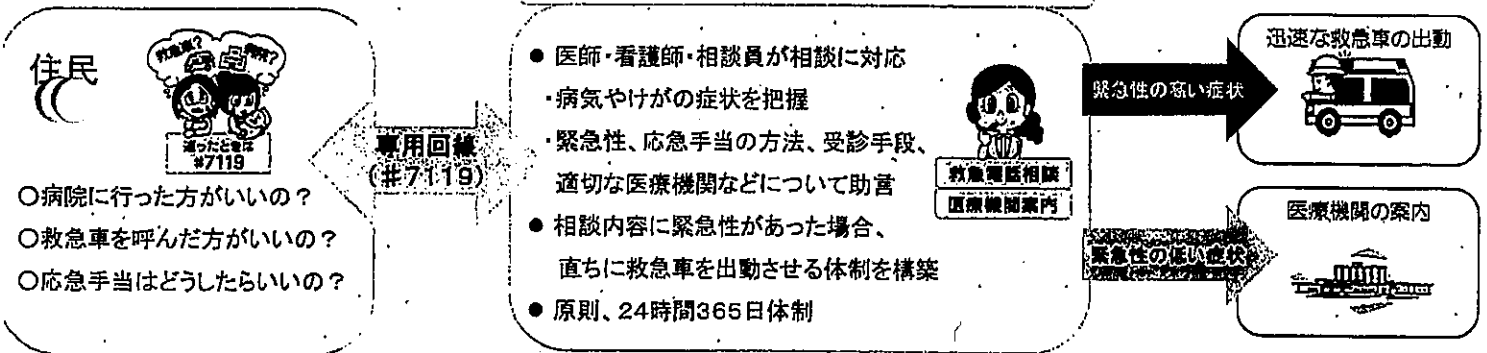 住民
救急車?
病院?
迷ったときは
#7119
○病院に行った方がいいの？
○救急車を呼んだ方がいいの？
○応急手当はどうしたらいいの？
専用回線
(#7119)
● 医師・看護師・相談員が相談に対応
・病気やけがの症状を把握
・緊急性、応急手当の方法、受診手段、
適切な医療機関などについて助言
● 相談内容に緊急性があった場合、
直ちに救急車を出動させる体制を構築
● 原則、24時間365日体制
救急電話相談
医療機関案内
緊急性の高い症状
緊急性の低い症状
迅速な救急車の出動
医療機関の案内